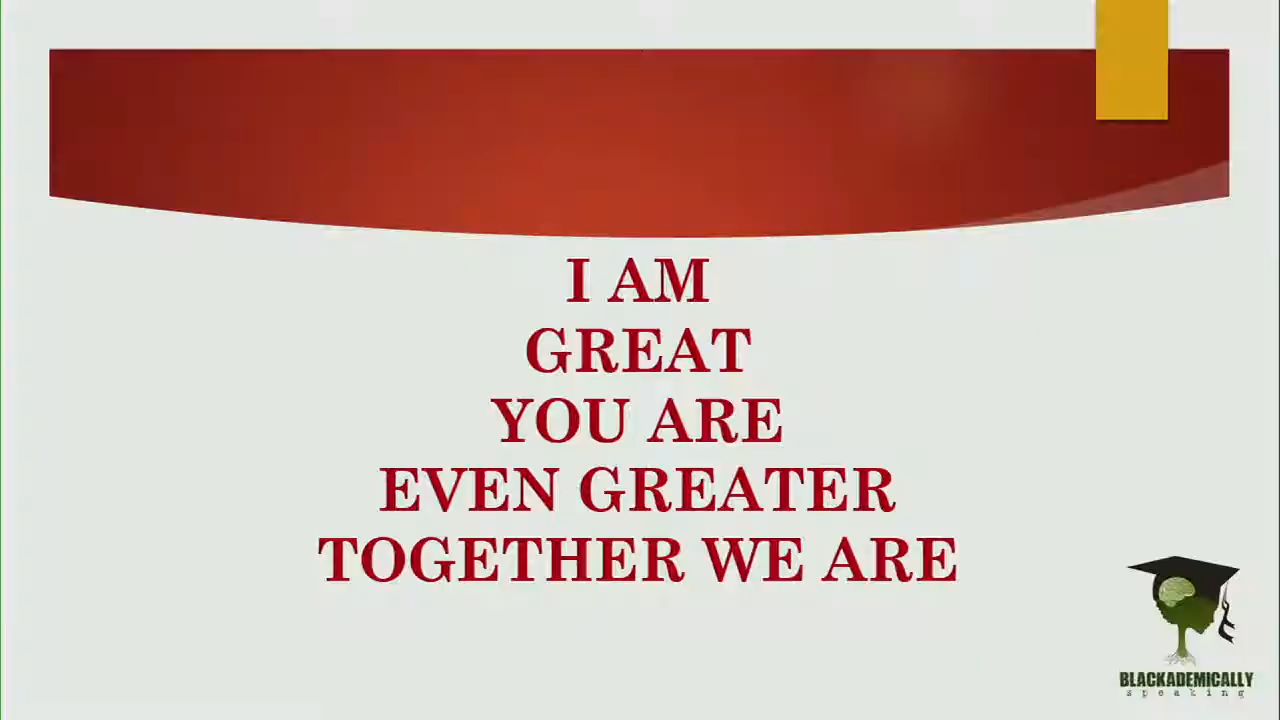 I AM
GREAT
YOU ARE
EVEN GREATER
TOGETHER WE ARE
BLACKADEMICALLY
speaking